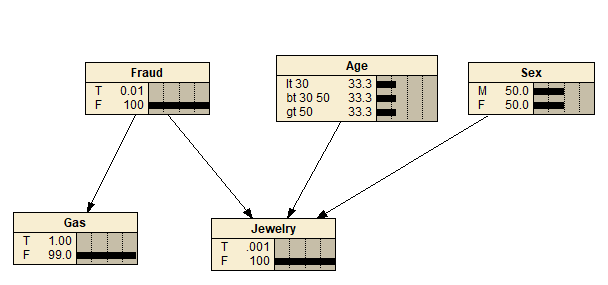 Fraud
T 0.01
F 100
Age
lt 30 33.3
bt 30 50 33.3
gt 50 33.3
Sex
M 50.0
F 50.0
Gas
T 1.00
F 99.0
Jewelry
T .001
F 100